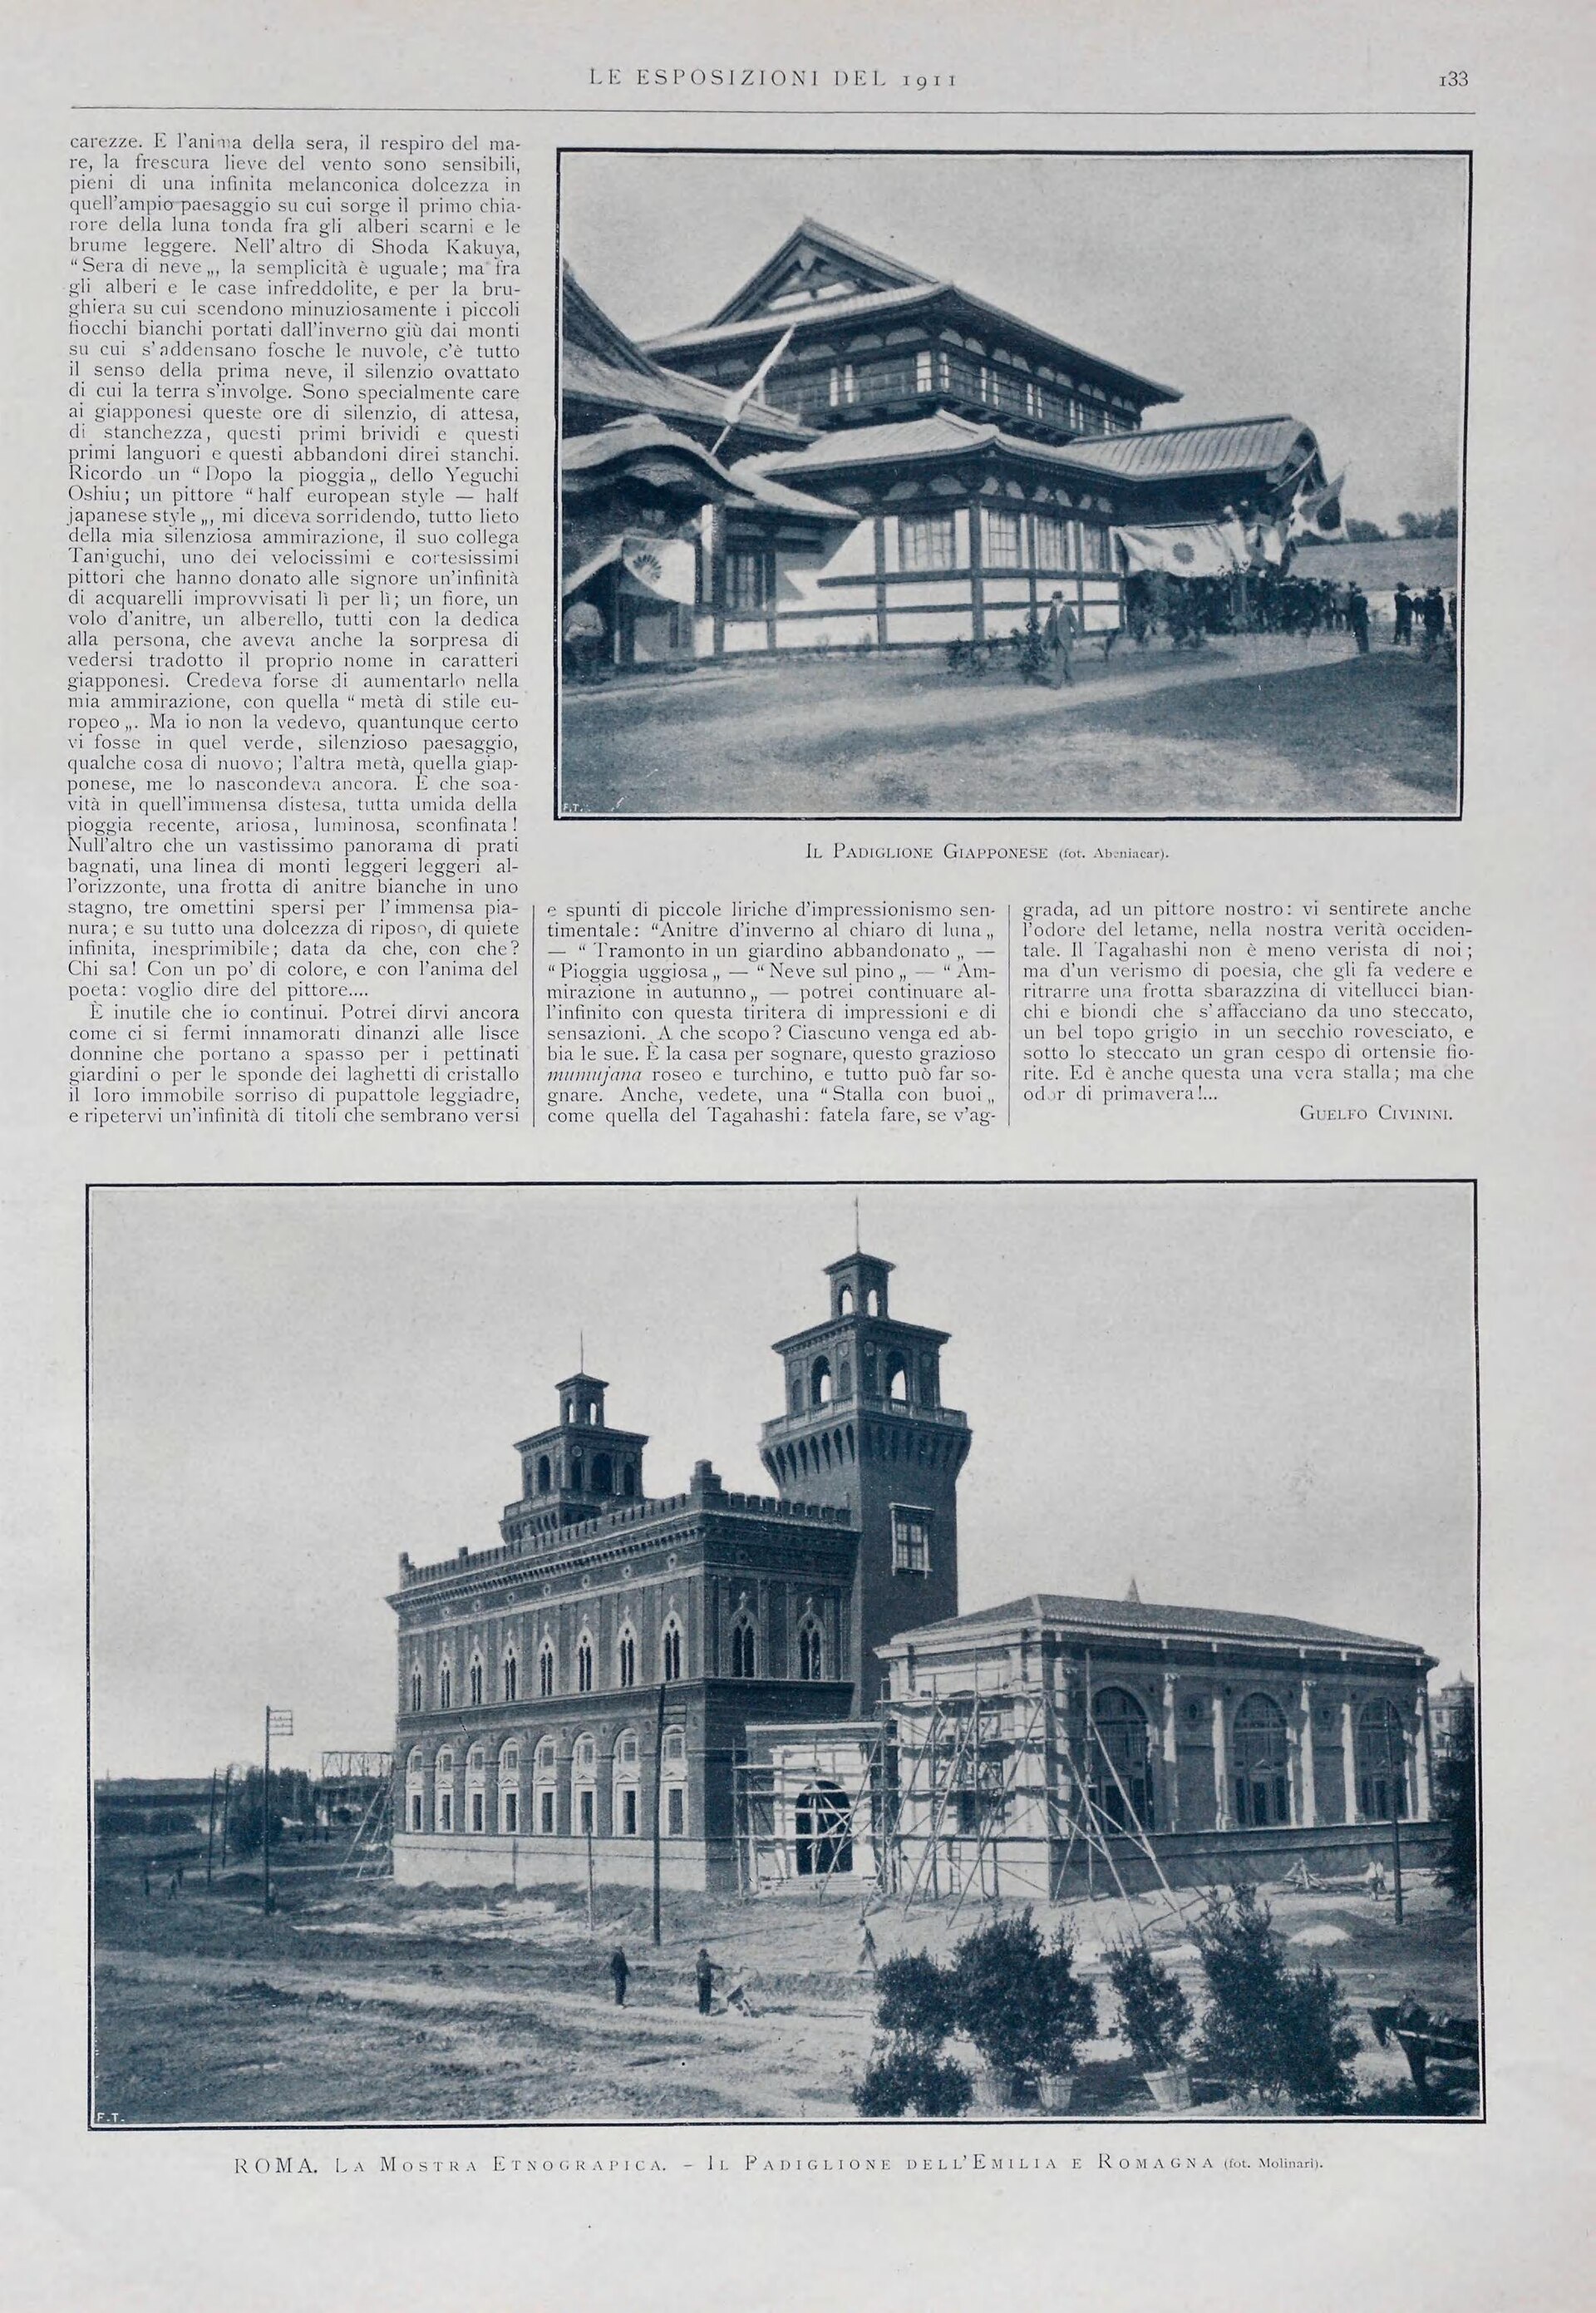 LE ESPOSIZIONI DEL 1911
133
carezze. E l'anima della sera, il respiro del ma-
re, la frescura lieve del vento sono sensibili,
pieni di una infinita melanconica dolcezza in
quell'ampio paesaggio su cui sorge il primo chia-
rore della luna tonda fra gli alberi scarni e le
brume leggere. Nell'altro di Shoda Kakuya,
“Sera di neve„, la semplicità è uguale; ma fra
gli alberi e le case infreddolite, e per la bru-
ghiera su cui scendono minuziosamente i piccoli
fiocchi bianchi portati dall'inverno giù dai monti
su cui s'addensano fosche le nuvole, c'è tutto
il senso della prima neve, il silenzio ovattato
di cui la terra s'involge. Sono specialmente care
ai giapponesi queste ore di silenzio, di attesa,
di stanchezza, questi primi brividi e questi
primi languori e questi abbandoni direi stanchi.
Ricordo un “Dopo la pioggia„ dello Yeguchi
Oshiu; un pittore “half european style — half
japanese style„, mi diceva sorridendo, tutto lieto
della mia silenziosa ammirazione, il suo collega
Taniguchi, uno dei velocissimi e cortesissimi
pittori che hanno donato alle signore un'infinità
di acquarelli improvvisati lì per lì; un fiore, un
volo d'anitre, un alberello, tutti con la dedica
alla persona, che aveva anche la sorpresa di
vedersi tradotto il proprio nome in caratteri
giapponesi. Credeva forse di aumentarlo nella
mia ammirazione, con quella “metà di stile eu-
ropeo„. Ma io non la vedevo, quantunque certo
vi fosse in quel verde, silenzioso paesaggio,
qualche cosa di nuovo; l'altra metà, quella giap-
ponese, me lo nascondeva ancora. E che soa-
vità in quell'immensa distesa, tutta umida della
pioggia recente, ariosa, luminosa, sconfinata!
Null'altro che un vastissimo panorama di prati
bagnati, una linea di monti leggeri leggeri al-
l'orizzonte, una frotta di anitre bianche in uno
stagno, tre omettini spersi per l'immensa pia-
nura; e su tutto una dolcezza di riposo, di quiete
infinita, inesprimibile; data da che, con che?
Chi sa! Con un po' di colore, e con l'anima del
poeta: voglio dire del pittore....
È inutile che io continui. Potrei dirvi ancora
come ci si fermi innamorati dinanzi alle lisce
donnine che portano a spasso per i pettinati
giardini o per le sponde dei laghetti di cristallo
il loro immobile sorriso di pupattole leggiadre,
e ripetervi un'infinità di titoli che sembrano versi
F.T.
IL PADIGLIONE GIAPPONESE (fot. Abeniacar).
e spunti di piccole liriche d'impressionismo sen-
timentale: “Anitre d'inverno al chiaro di luna„
— “Tramonto in un giardino abbandonato„ —
“Pioggia uggiosa„ — “Neve sul pino„ — “Am-
mirazione in autunno„ — potrei continuare al-
l'infinito con questa tiritera di impressioni e di
sensazioni. A che scopo? Ciascuno venga ed ab-
bia le sue. È la casa per sognare, questo grazioso
mumujana roseo e turchino, e tutto può far so-
gnare. Anche, vedete, una “Stalla con buoi„
come quella del Tagahashi: fatela fare, se v'ag-
grada, ad un pittore nostro: vi sentirete anche
l'odore del letame, nella nostra verità occiden-
tale. Il Tagahashi non è meno verista di noi;
ma d'un verismo di poesia, che gli fa vedere e
ritrarre una frotta sbarazzina di vitellucci bian-
chi e biondi che s'affacciano da uno steccato,
un bel topo grigio in un secchio rovesciato, e
sotto lo steccato un gran cespo di ortensie fio-
rite. Ed è anche questa una vera stalla; ma che
odor di primavera!...
GUELFO CIVININI.
F.T.
ROMA. LA MOSTRA ETNOGRAPICA. – IL PADIGLIONE DELL'EMILIA E ROMAGNA (fot. Molinari).